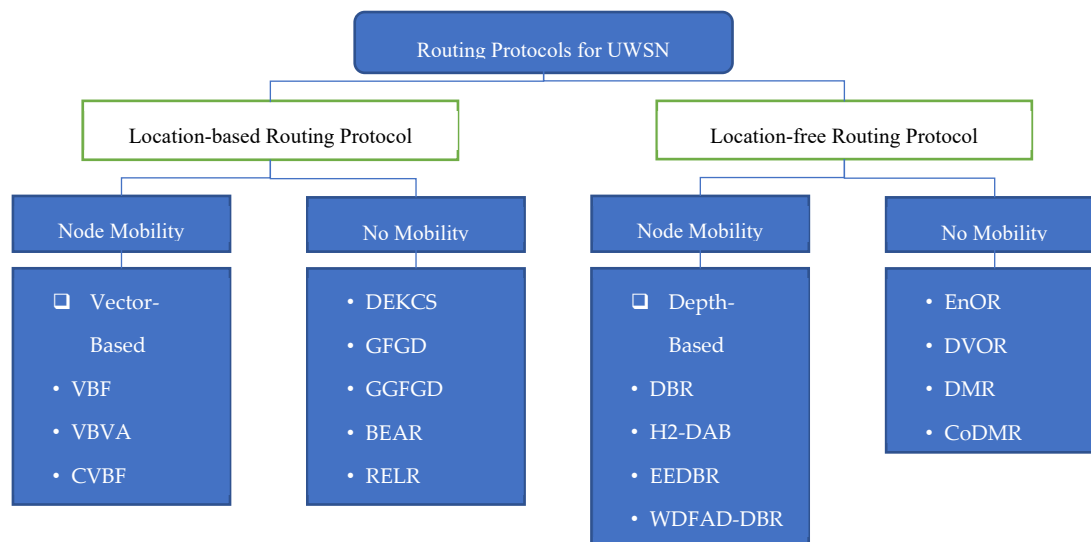 Routing Protocols for UWSN
Location-based Routing Protocol
Location-free Routing Protocol
Node Mobility
No Mobility
Node Mobility
No Mobility
❑ Vector-
Based
• VBF
• VBVA
• CVBF
• DEKCS
• GFGD
• GGFGD
• BEAR
• RELR
❑ Depth-
Based
• DBR
• H2-DAB
• EEDBR
• WDFAD-DBR
• EnOR
• DVOR
• DMR
• CoDMR